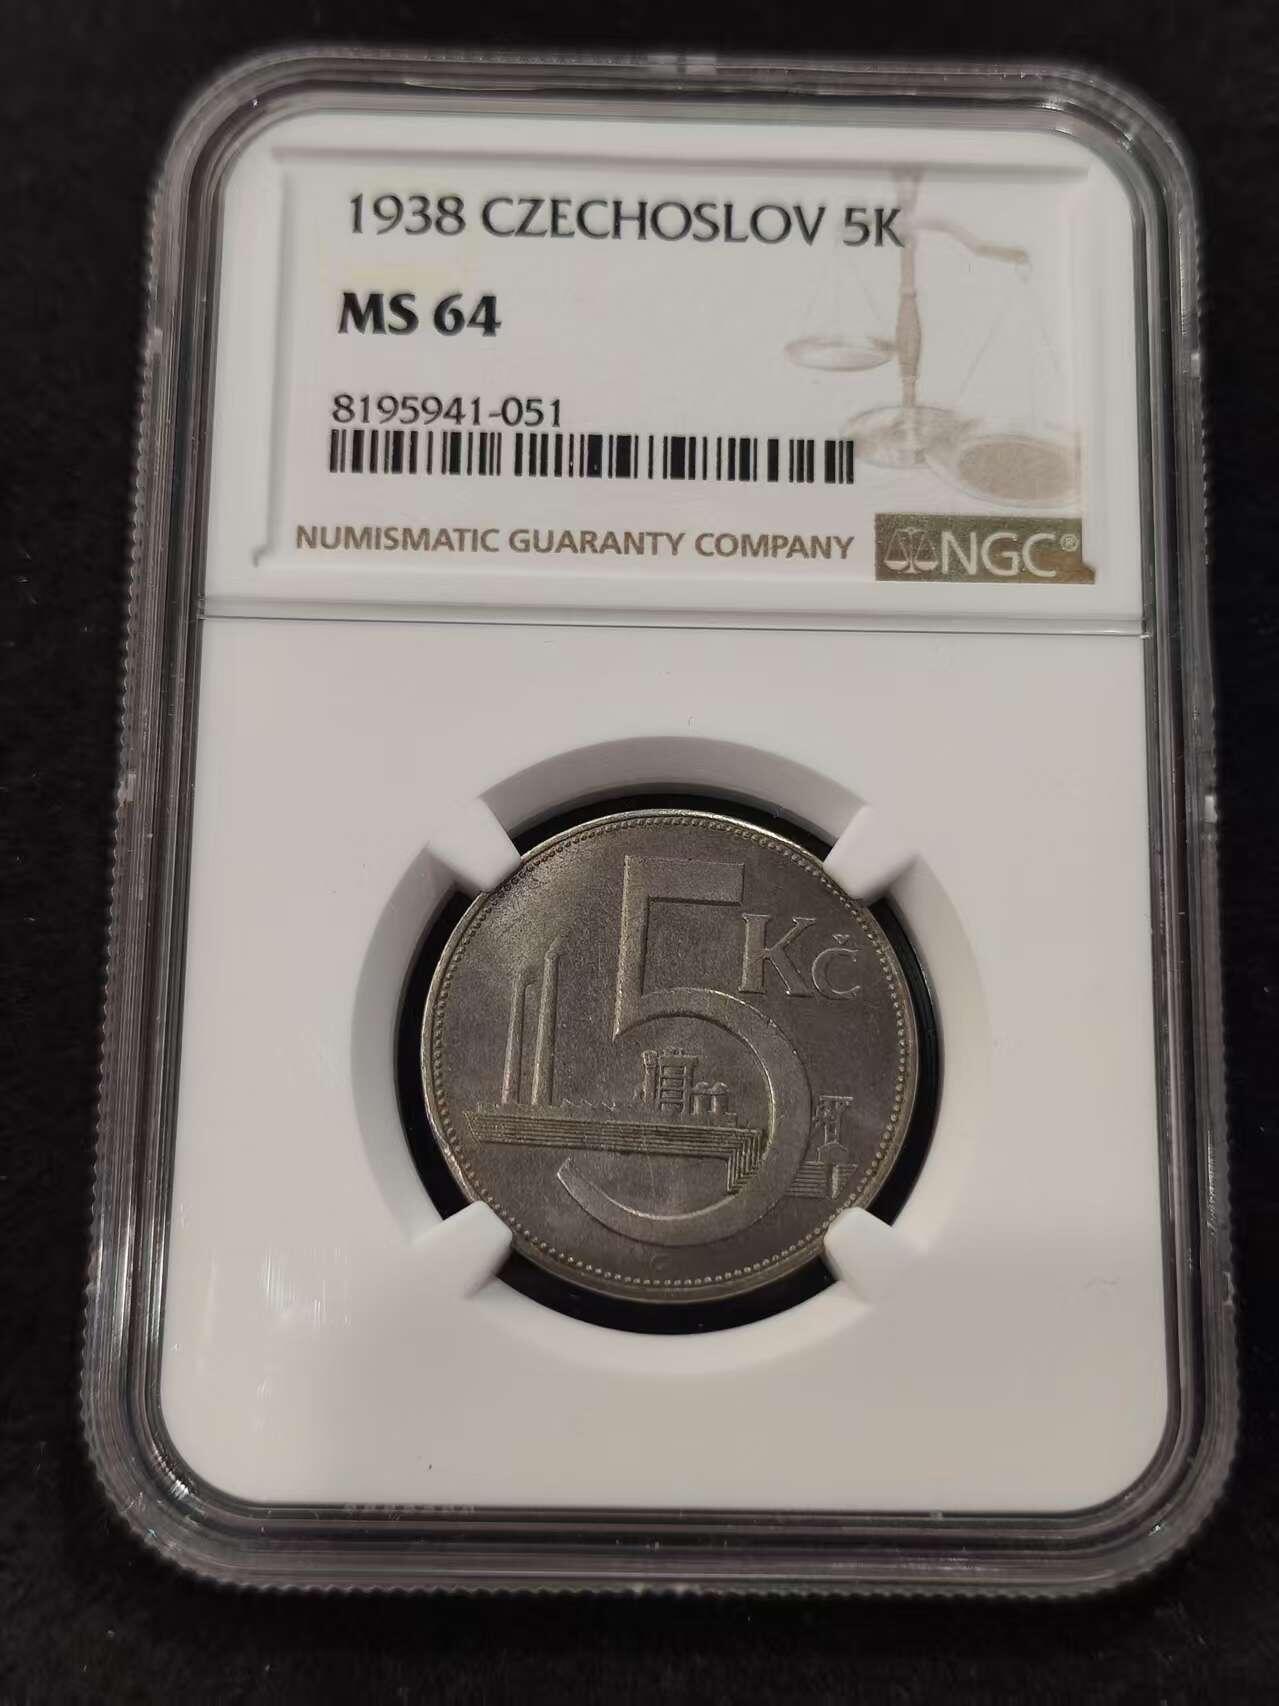 1938 CZECHOSLOV 5K
MS 64
8195941-051
NUMISMATIC GUARANTY COMPANY
NGC®
5 Kč